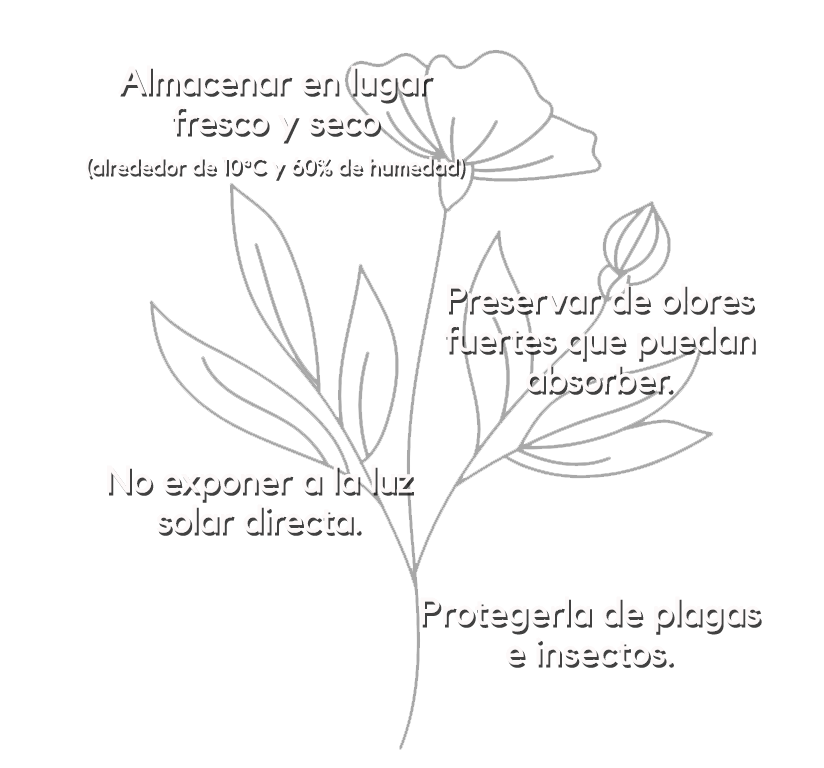 Almacenar en lugar
fresco y seco
(alrededor de 10°C y 60% de humedad)
Preservar de olores
fuertes que puedan
absorber.
No exponer a la luz
solar directa.
Protegerla de plagas
e insectos.